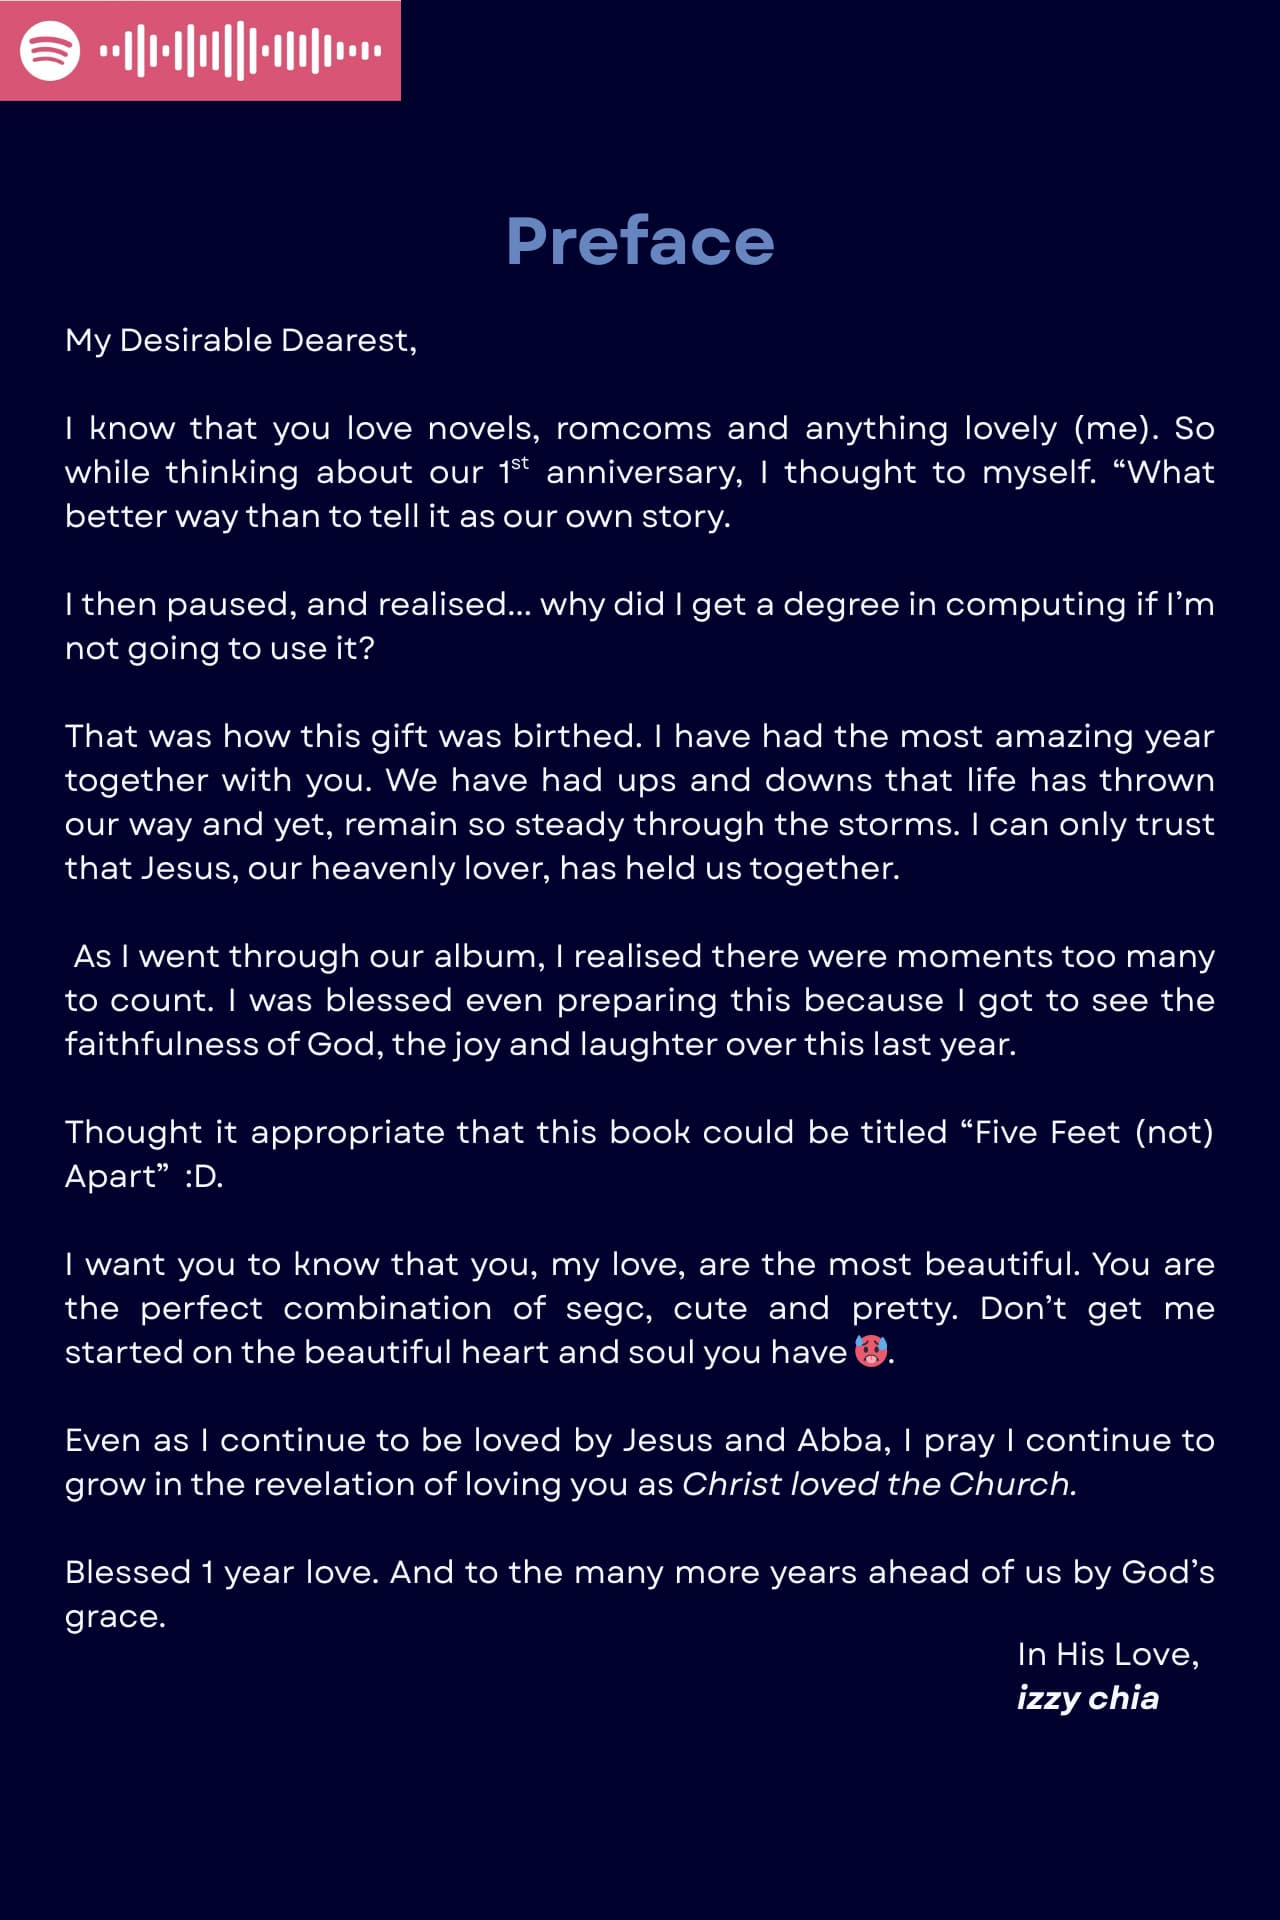 Preface
My Desirable Dearest,
I know that you love novels, romcoms and anything lovely (me). So
while thinking about our 1st anniversary, I thought to myself. “What
better way than to tell it as our own story.
I then paused, and realised... why did I get a degree in computing if I’m
not going to use it?
That was how this gift was birthed. I have had the most amazing year
together with you. We have had ups and downs that life has thrown
our way and yet, remain so steady through the storms. I can only trust
that Jesus, our heavenly lover, has held us together.
As I went through our album, I realised there were moments too many
to count. I was blessed even preparing this because I got to see the
faithfulness of God, the joy and laughter over this last year.
Thought it appropriate that this book could be titled “Five Feet (not)
Apart” :D.
I want you to know that you, my love, are the most beautiful. You are
the perfect combination of segc, cute and pretty. Don’t get me
started on the beautiful heart and soul you have 🥵.
Even as I continue to be loved by Jesus and Abba, I pray I continue to
grow in the revelation of loving you as Christ loved the Church.
Blessed 1 year love. And to the many more years ahead of us by God’s
grace.
In His Love,
izzy chia